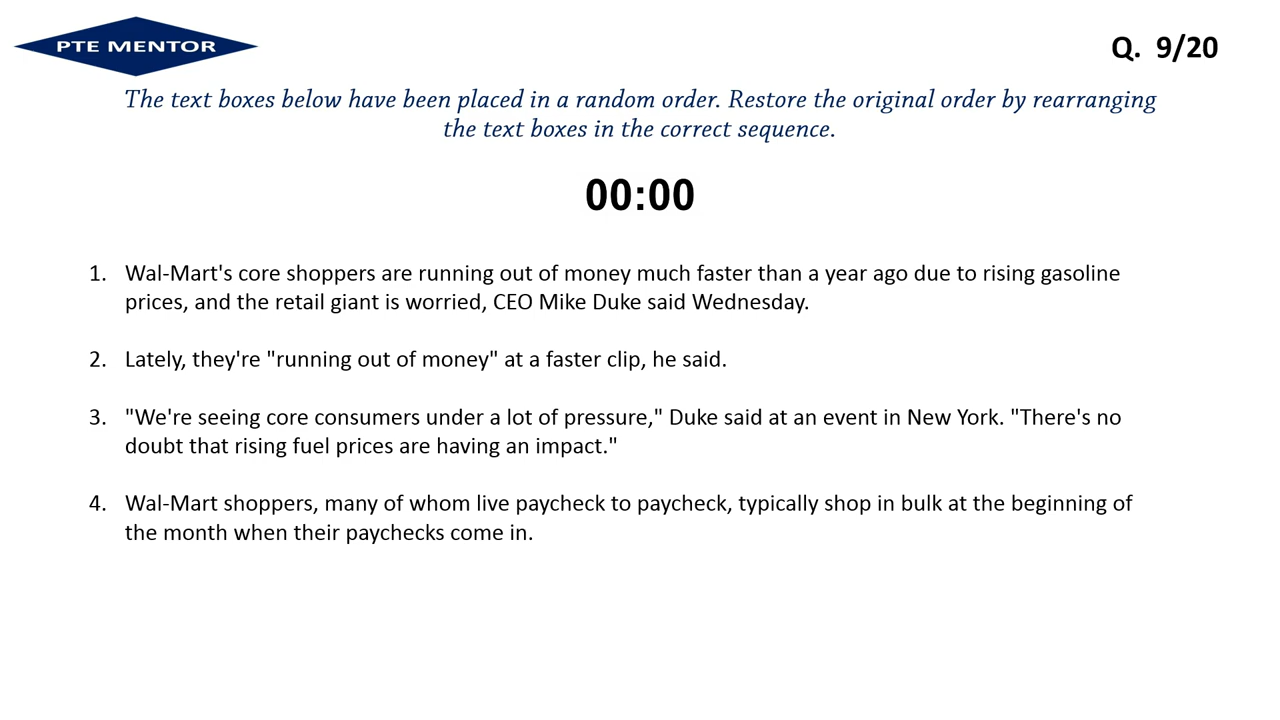 PTE MENTOR
Q. 9/20
The text boxes below have been placed in a random order. Restore the original order by rearranging
the text boxes in the correct sequence.
00:00
1. Wal-Mart's core shoppers are running out of money much faster than a year ago due to rising gasoline
prices, and the retail giant is worried, CEO Mike Duke said Wednesday.
2. Lately, they're "running out of money" at a faster clip, he said.
3. "We're seeing core consumers under a lot of pressure," Duke said at an event in New York. "There's no
doubt that rising fuel prices are having an impact."
4. Wal-Mart shoppers, many of whom live paycheck to paycheck, typically shop in bulk at the beginning of
the month when their paychecks come in.